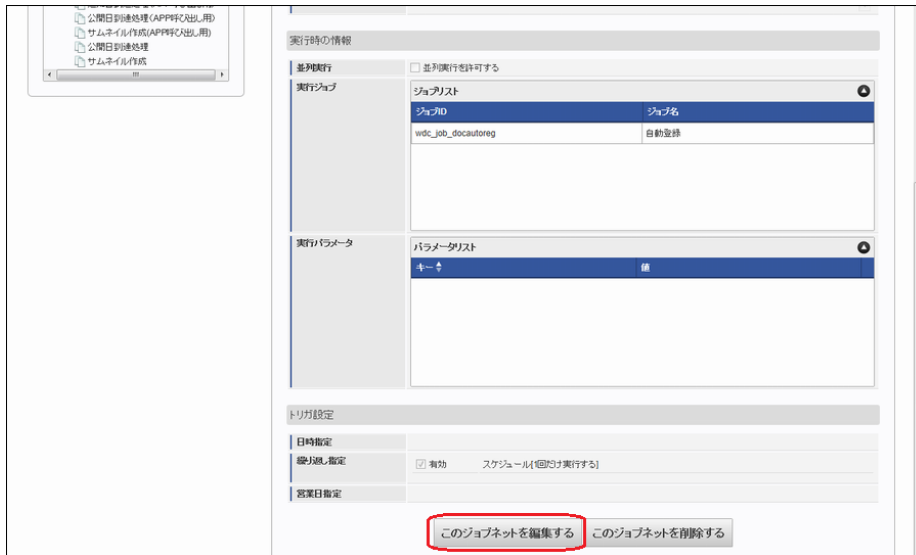 公開日到達処理(APP呼び出し用)
サムネイル作成(APP呼び出し用)
公開日到達処理
サムネイル作成
実行時の情報
並列実行
並列実行を許可する
実行ジョブ
ジョブリスト
ジョブID
ジョブ名
wdc_job_docautoreg
自動登録
実行パラメータ
パラメータリスト
キー
値
トリガ設定
日時指定
繰り返し指定
有効
スケジュール[1回だけ実行する]
営業日指定
このジョブネットを編集する
このジョブネットを削除する